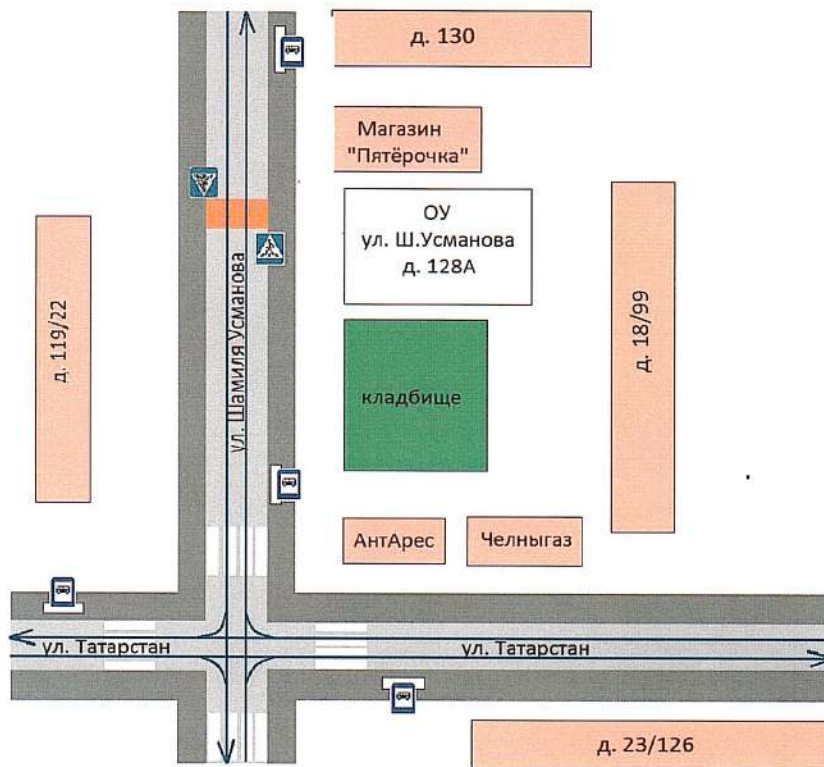 д. 130
Магазин
"Пятёрочка"
ОУ
ул. Ш.Усманова
д. 128А
ул. Шамиля Усманова
д. 119/22
д. 18/99
кладбище
АнтАрес
Челныгаз
ул. Татарстан
ул. Татарстан
д. 23/126